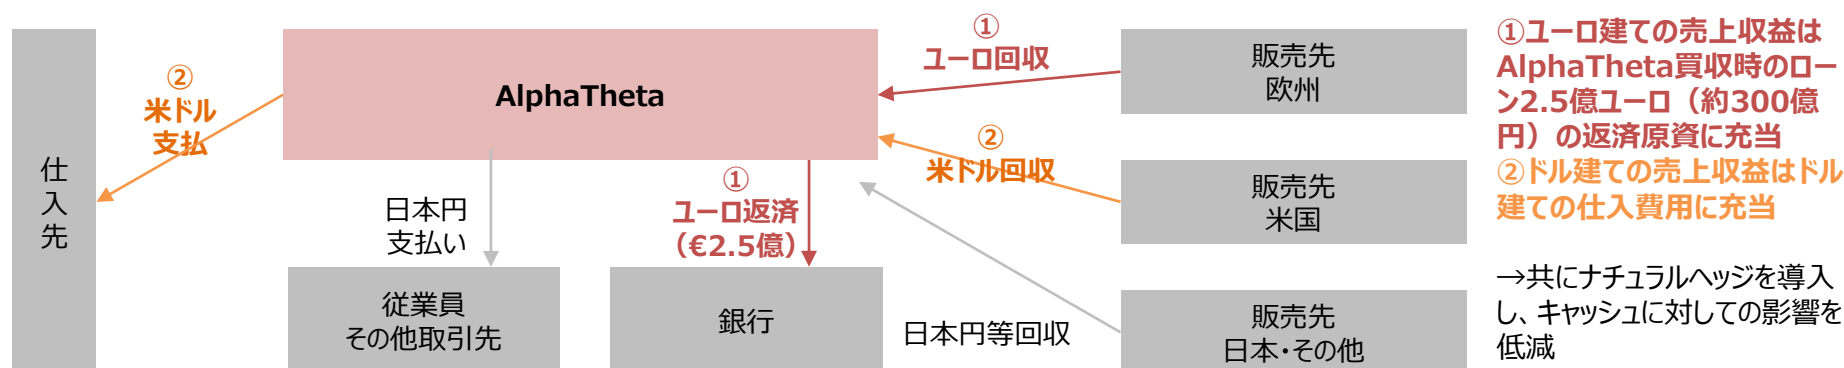 仕
入
先
②
米ドル
支払
AlphaTheta
日本円
支払い
従業員
その他取引先
①
ユーロ返済
（€2.5億）
銀行
①
ユーロ回収
②
米ドル回収
日本円等回収
販売先
欧州
販売先
米国
販売先
日本・その他
①ユーロ建ての売上収益は
AlphaTheta買収時のロー
ン2.5億ユーロ（約300億
円）の返済原資に充当
②ドル建ての売上収益はドル
建ての仕入費用に充当
→共にナチュラルヘッジを導入
し、キャッシュに対しての影響を
低減